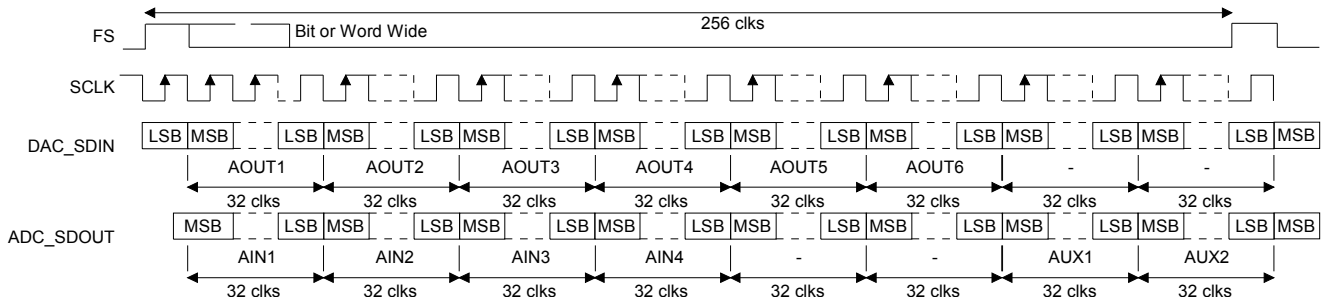 256 clks
FS Bit or Word Wide
SCLK
DAC_SDIN LSB MSB LSB MSB LSB MSB LSB MSB LSB MSB LSB MSB LSB MSB LSB MSB LSB MSB
AOUT1 AOUT2 AOUT3 AOUT4 AOUT5 AOUT6 - -
32 clks 32 clks 32 clks 32 clks 32 clks 32 clks 32 clks 32 clks
ADC_SDOUT MSB LSB MSB LSB MSB LSB MSB LSB MSB LSB MSB LSB MSB LSB MSB LSB MSB
AIN1 AIN2 AIN3 AIN4 - - AUX1 AUX2
32 clks 32 clks 32 clks 32 clks 32 clks 32 clks 32 clks 32 clks